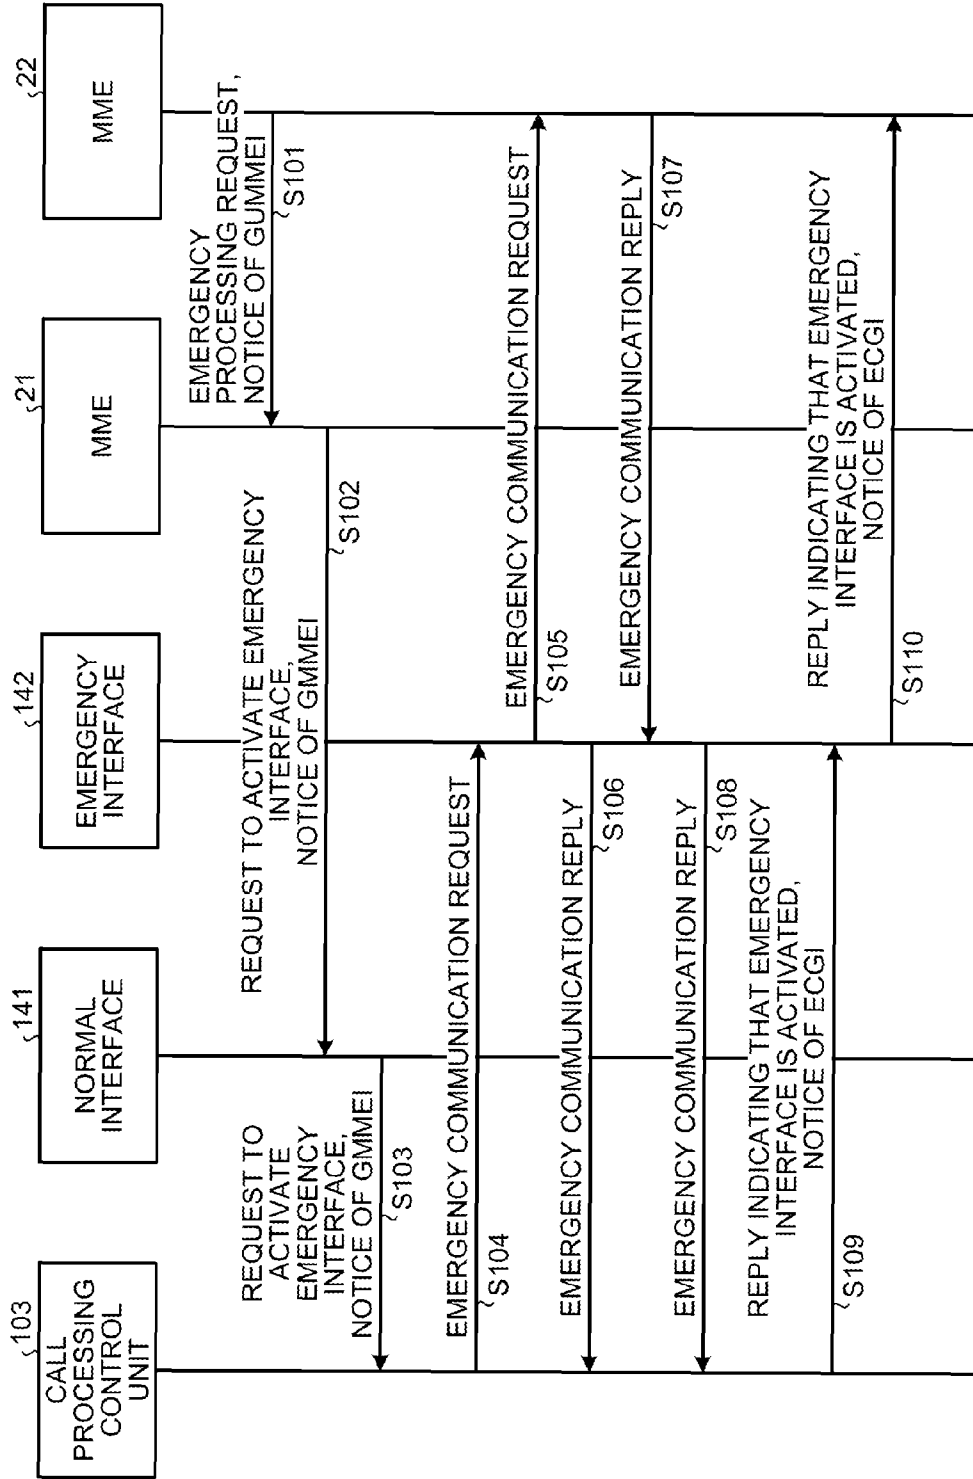 103
CALL
PROCESSING
CONTROL
UNIT
141
NORMAL
INTERFACE
142
EMERGENCY
INTERFACE
21
MME
22
MME
EMERGENCY
PROCESSING REQUEST,
NOTICE OF GUMMEI
S101
REQUEST TO ACTIVATE EMERGENCY
INTERFACE,
NOTICE OF GMMEI
S102
REQUEST TO
ACTIVATE
EMERGENCY
INTERFACE,
NOTICE OF GMMEI
S103
EMERGENCY COMMUNICATION REQUEST
S104
EMERGENCY COMMUNICATION REQUEST
S105
EMERGENCY COMMUNICATION REPLY
S106
EMERGENCY COMMUNICATION REPLY
S107
EMERGENCY COMMUNICATION REPLY
S108
REPLY INDICATING THAT EMERGENCY
INTERFACE IS ACTIVATED,
NOTICE OF ECGI
S109
REPLY INDICATING THAT EMERGENCY
INTERFACE IS ACTIVATED,
NOTICE OF ECGI
S110